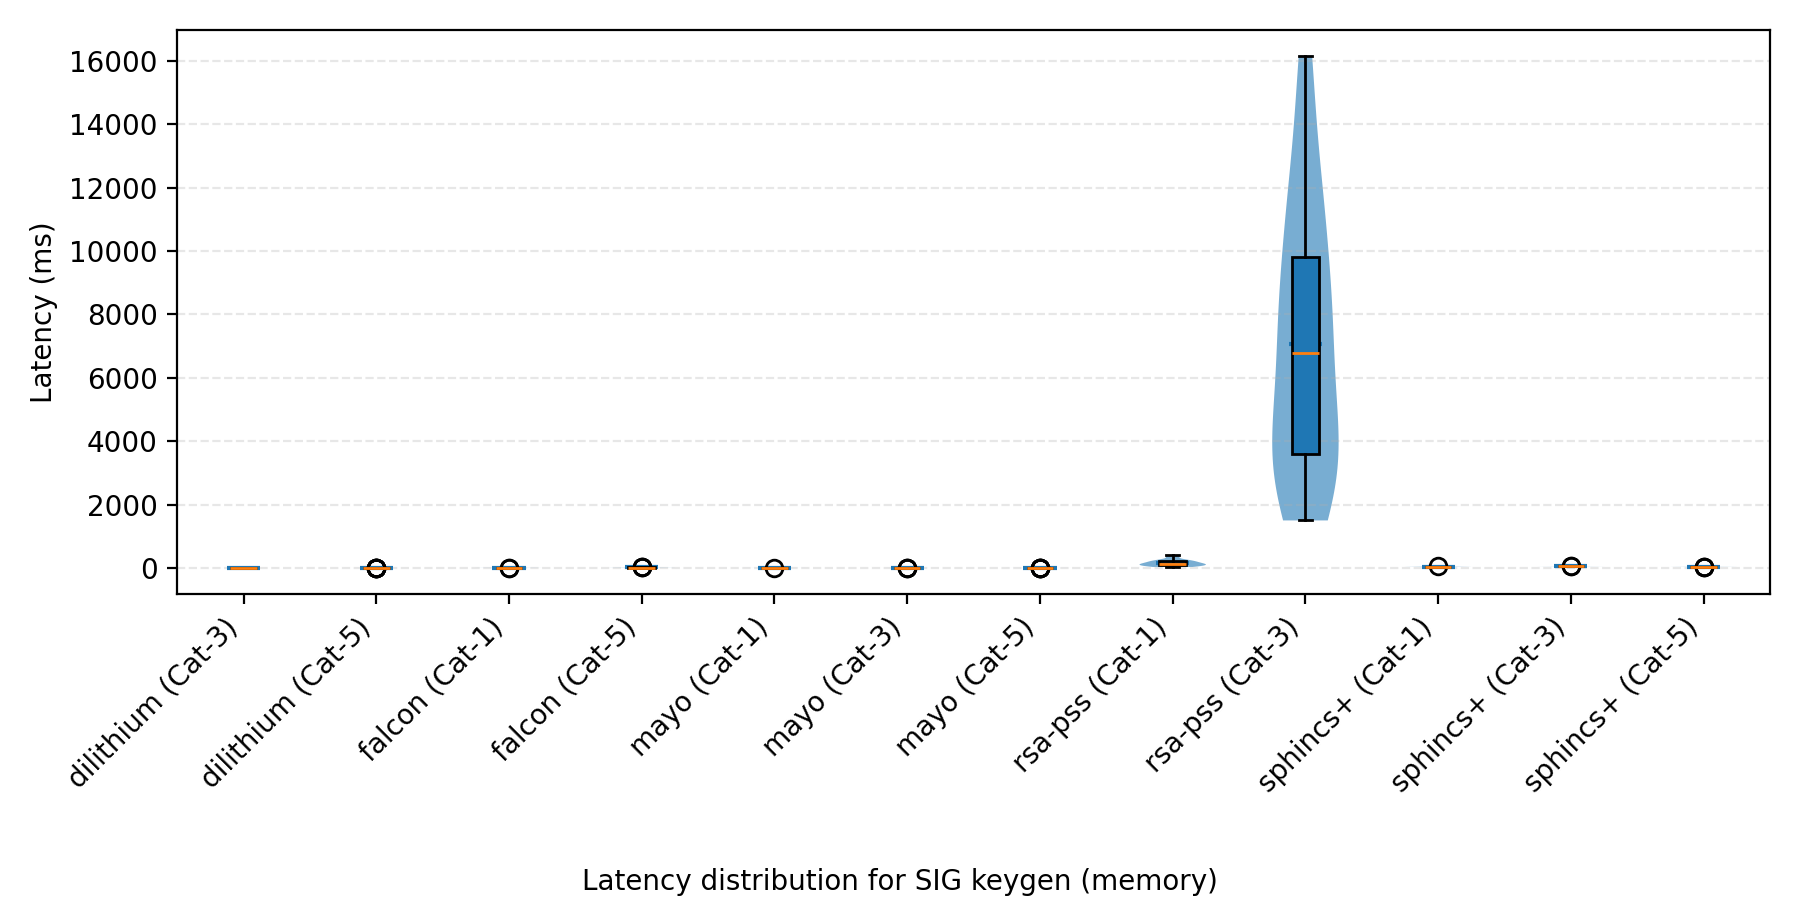 Latency (ms)
16000
14000
12000
10000
8000
6000
4000
2000
0
dilithium (Cat-3)
dilithium (Cat-5)
falcon (Cat-1)
falcon (Cat-5)
mayo (Cat-1)
mayo (Cat-3)
mayo (Cat-5)
rsa-pss (Cat-1)
rsa-pss (Cat-3)
sphincs+ (Cat-1)
sphincs+ (Cat-3)
sphincs+ (Cat-5)
Latency distribution for SIG keygen (memory)